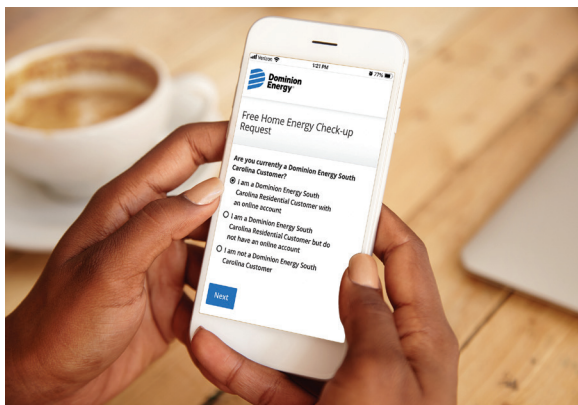 Verizon 1:21 PM 77%
Dominion
Energy
Free Home Energy Check-up
Request
Are you currently a Dominion Energy South
Carolina Customer?
I am a Dominion Energy South
Carolina Residential Customer with
an online account
I am a Dominion Energy South
Carolina Residential Customer but do
not have an online account
I am not a Dominion Energy South
Carolina Customer
Next